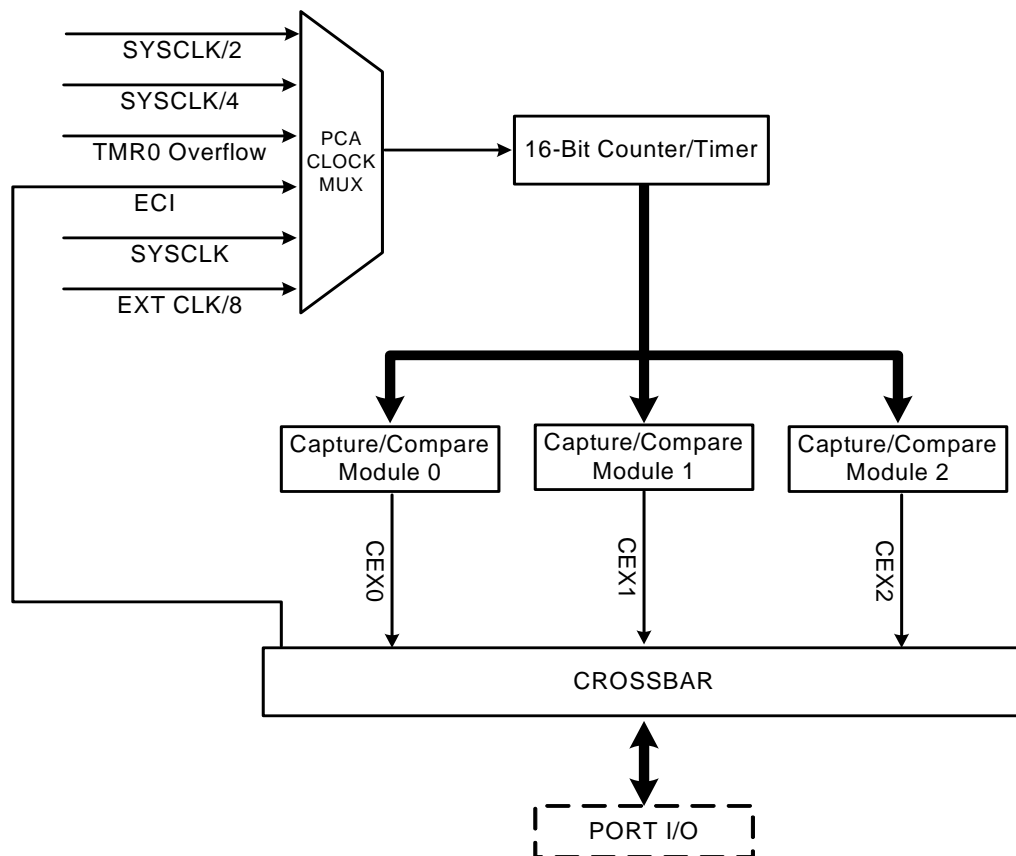 SYSCLK/2
SYSCLK/4
TMR0 Overflow
ECI
SYSCLK
EXT CLK/8
PCA
CLOCK
MUX
16-Bit Counter/Timer
Capture/Compare
Module 0
Capture/Compare
Module 1
Capture/Compare
Module 2
CEX0
CEX1
CEX2
CROSSBAR
PORT I/O